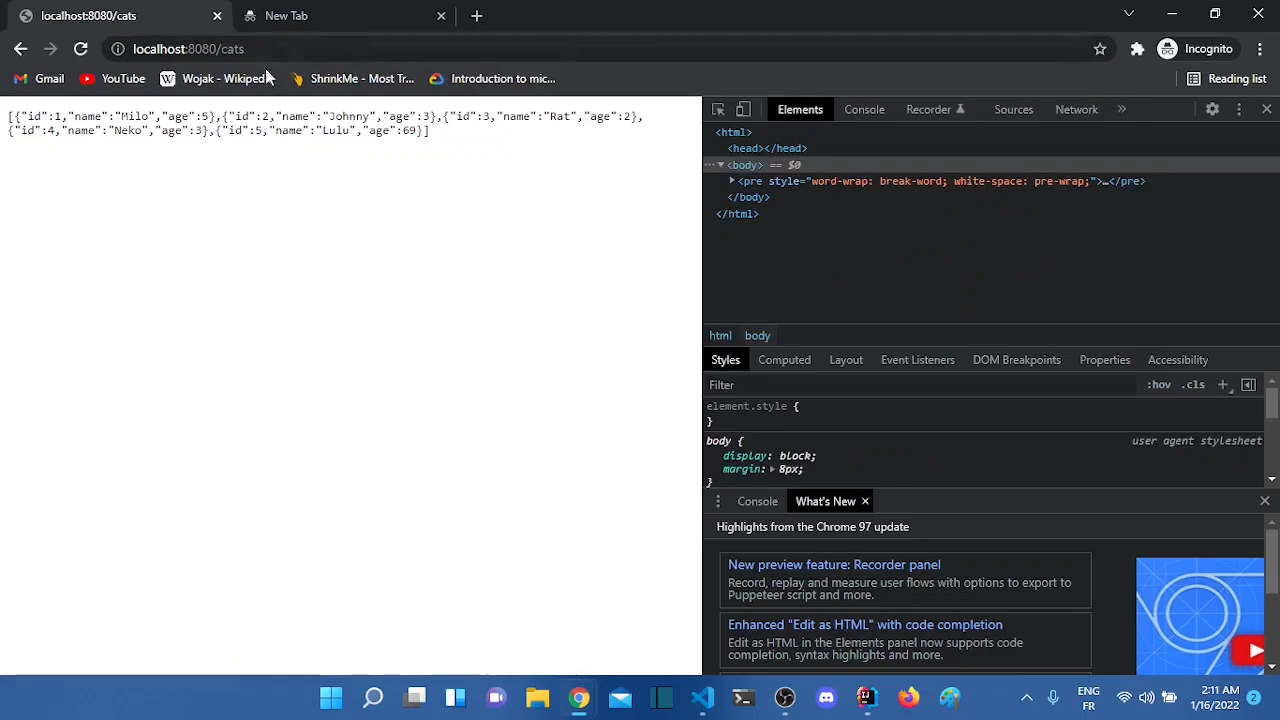 localhost:8080/cats
New Tab
localhost:8080/cats
Incognito
Gmail
YouTube
Wojak - Wikiped
ShrinkMe - Most Tr...
Introduction to mic...
Reading list
[{"id":1,"name":"Milo","age":5},{"id":2,"name":"Johnny","age":3},{"id":3,"name":"Rat","age":2},
{"id":4,"name":"Neko","age":3},{"id":5,"name":"Lulu","age":69}]
Elements
Console
Recorder
Sources
Network
»
<html>
<head></head>
<body> == $0
<pre style="word-wrap: break-word; white-space: pre-wrap;">…</pre>
</body>
</html>
html
body
Styles
Computed
Layout
Event Listeners
DOM Breakpoints
Properties
Accessibility
Filter
:hov
.cls
element.style {
}
body {
user agent stylesheet
display: block;
margin: 8px;
}
Console
What's New
Highlights from the Chrome 97 update
New preview feature: Recorder panel
Record, replay and measure user flows with options to export to
Puppeteer script and more.
Enhanced "Edit as HTML" with code completion
Edit as HTML in the Elements panel now supports code
completion, syntax highlights and more.
ENG
FR
2:11 AM
1/16/2022
2